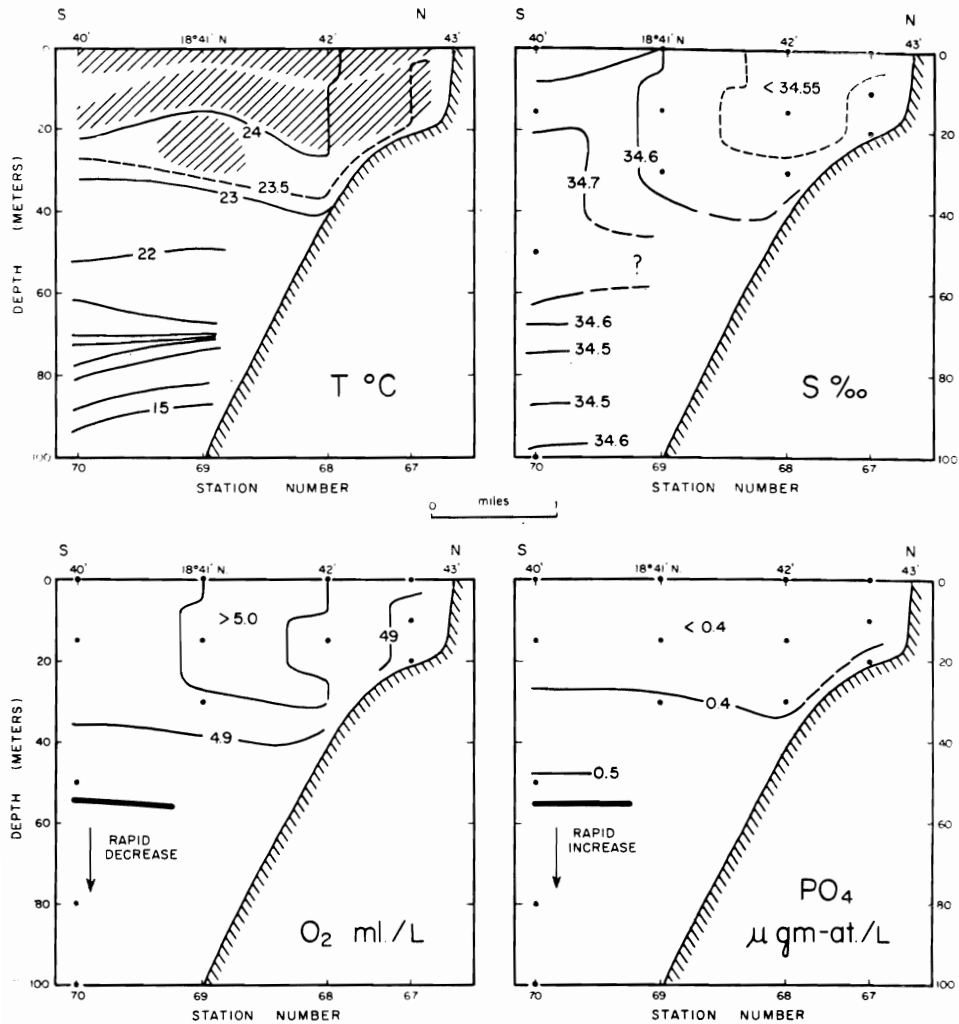 S N
40' 18°41' N 42' 43'
0
20
40
60
80
100
DEPTH (METERS)
24
23.5
23
22
15
T °C
70 69 68 67
STATION NUMBER
S N
40' 18°41' N 42' 43'
0
20
40
60
80
100
< 34.55
34.6
34.7
?
34.6
34.5
34.5
34.6
S ‰
70 69 68 67
STATION NUMBER
0 miles 1
S N
40' 18°41' N. 42' 43'
0
20
40
60
80
100
DEPTH (METERS)
> 5.0
49
4.9
RAPID
DECREASE
O₂ ml./L
70 69 68 67
STATION NUMBER
S N
40' 18°41' N. 42' 43'
0
20
40
60
80
100
< 0.4
0.4
0.5
RAPID
INCREASE
PO₄
μ gm-at./L
70 69 68 67
STATION NUMBER